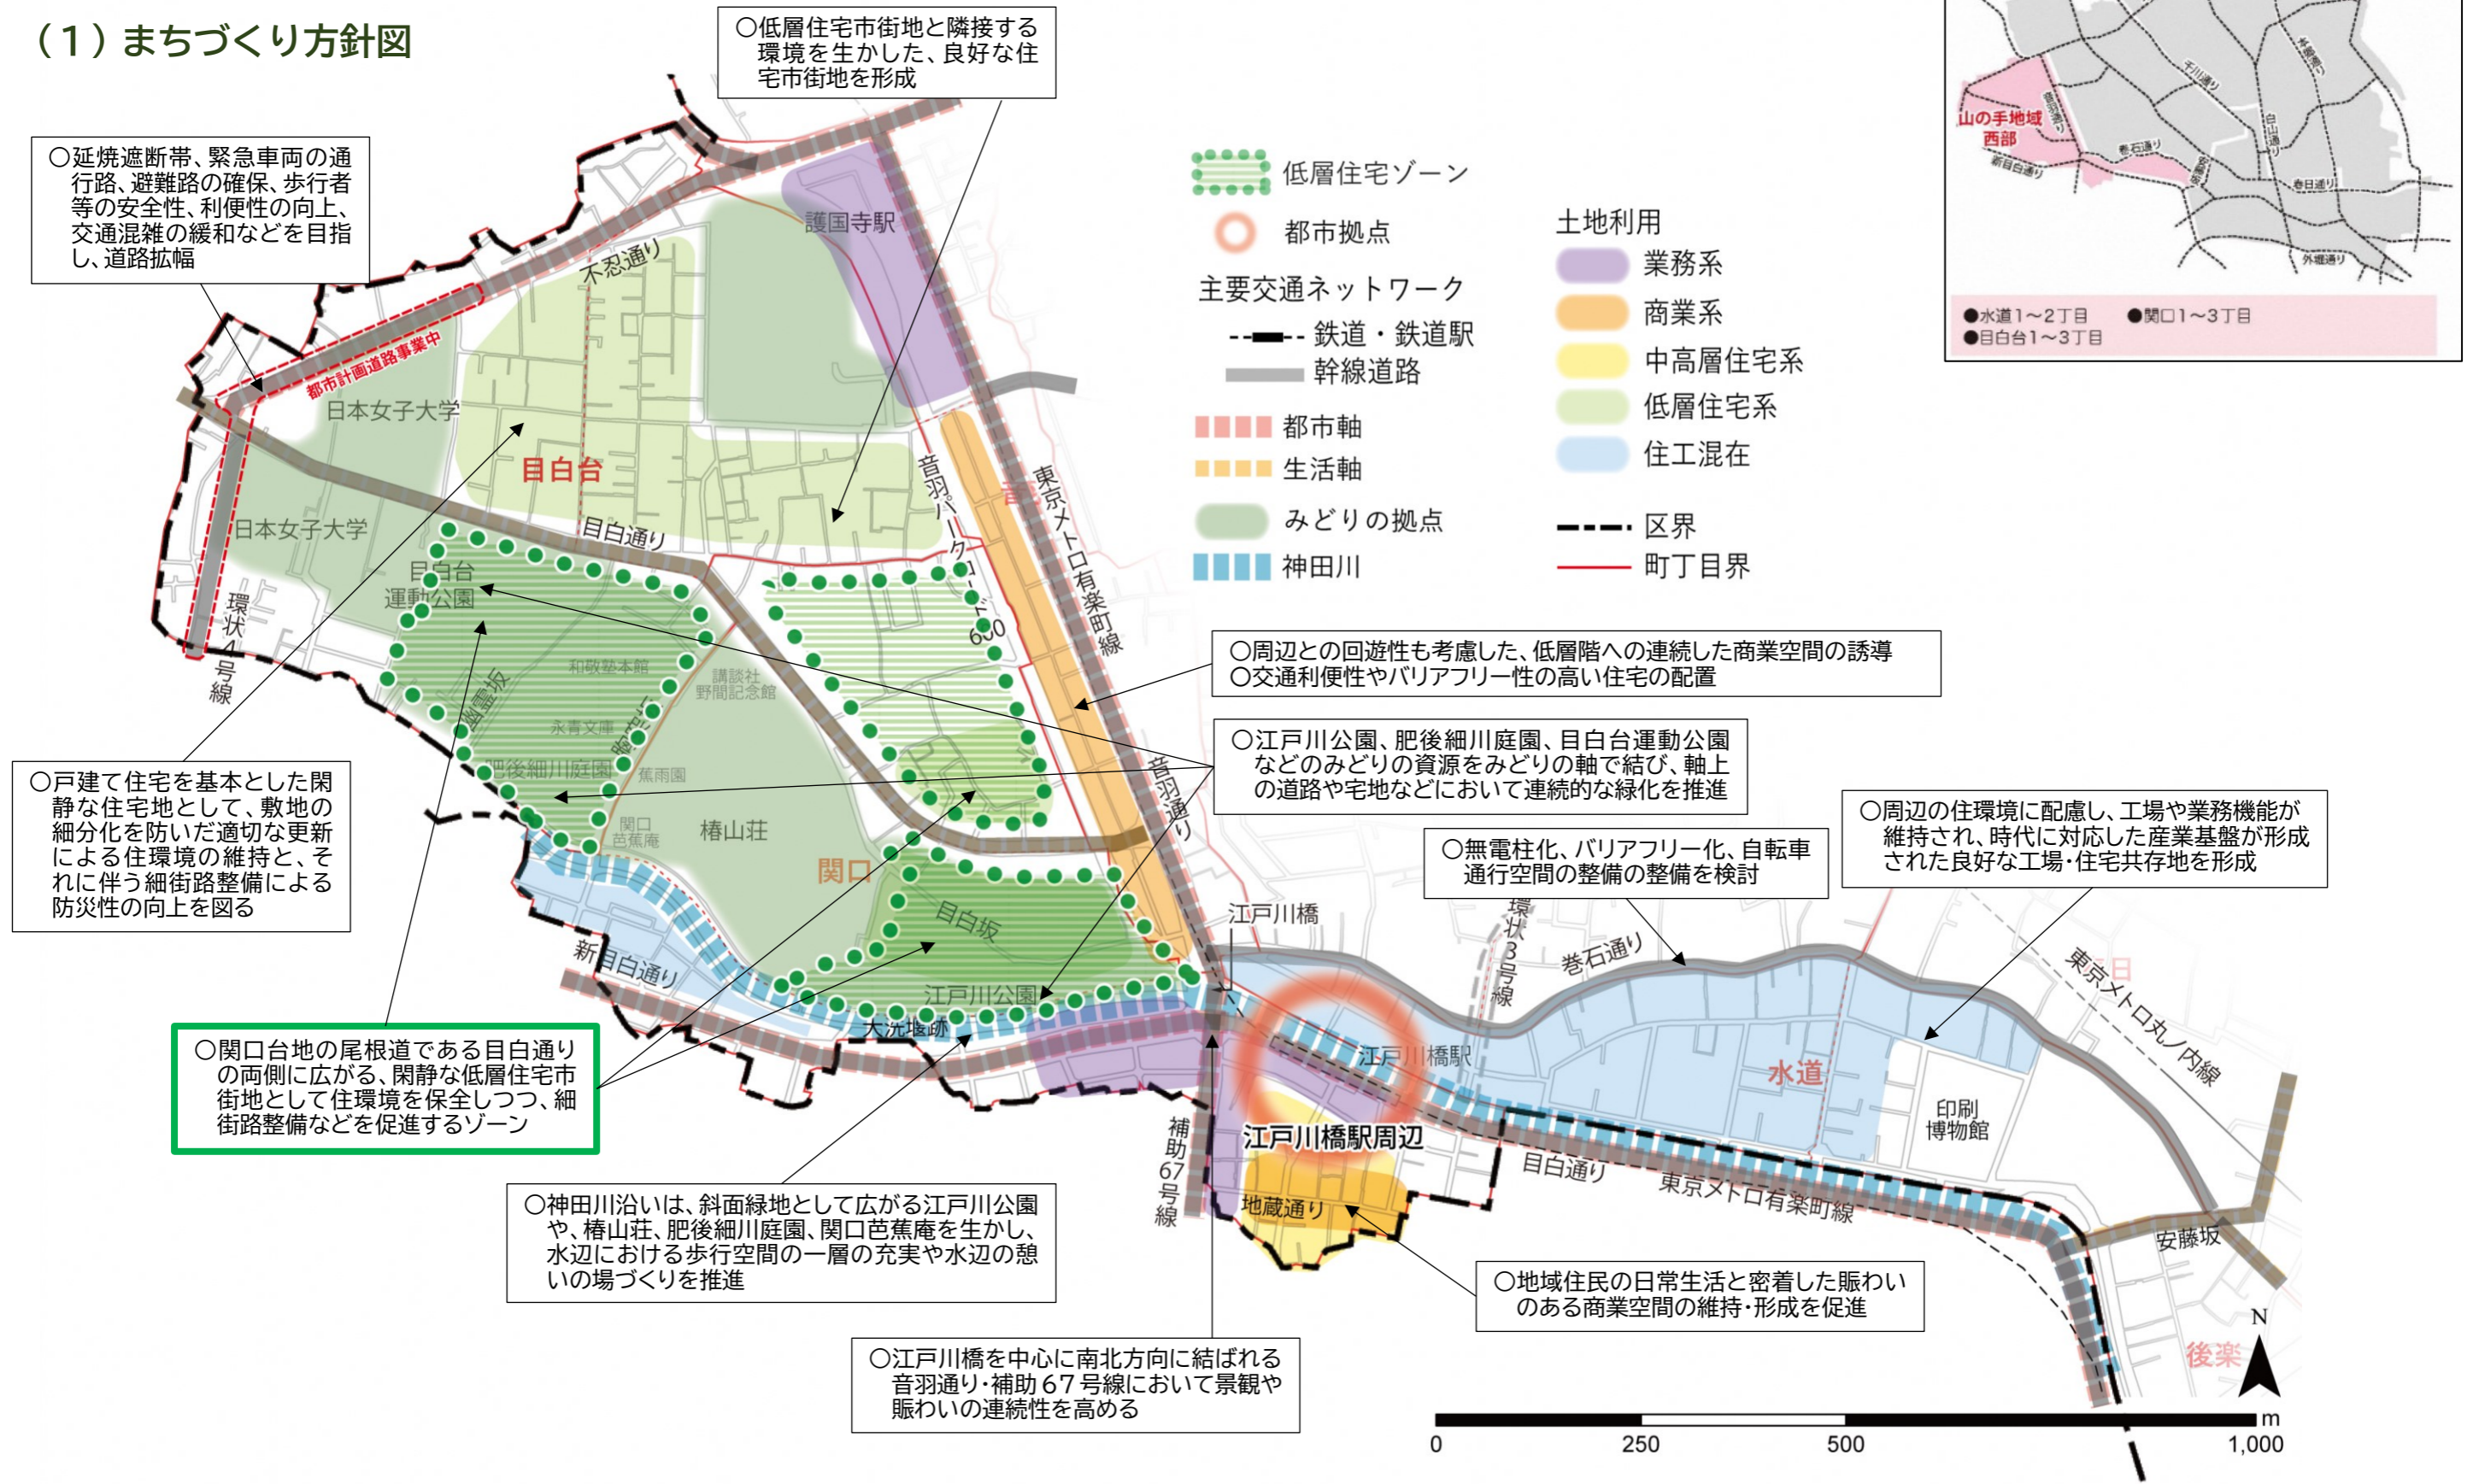 （１）まちづくり方針図
○低層住宅市街地と隣接する
環境を生かした、良好な住
宅市街地を形成
○延焼遮断帯、緊急車両の通
行路、避難路の確保、歩行者
等の安全性、利便性の向上、
交通混雑の緩和などを目指
し、道路拡幅
低層住宅ゾーン
都市拠点
主要交通ネットワーク
鉄道・鉄道駅
幹線道路
都市軸
生活軸
みどりの拠点
神田川
土地利用
業務系
商業系
中高層住宅系
低層住宅系
住工混在
区界
町丁目界
山の手地域
西部
新目白通り
音羽通り
巻石通り
千川通り
白山通り
安藤坂
春日通り
外堀通り
●水道１～２丁目
●関口１～３丁目
●目白台１～３丁目
護国寺駅
不忍通り
都市計画道路事業中
日本女子大学
目白台
音羽パークロード600
東京メトロ有楽町線
日本女子大学
目白通り
目白台
運動公園
環状4号線
和敬塾本館
講談社
野間記念館
幽霊坂
永青文庫
肥後細川庭園
蕉雨園
関口
芭蕉庵
椿山荘
関口
音羽通り
目白坂
江戸川公園
大洗堰跡
新目白通り
○周辺との回遊性も考慮した、低層階への連続した商業空間の誘導
○交通利便性やバリアフリー性の高い住宅の配置
○江戸川公園、肥後細川庭園、目白台運動公園
などのみどりの資源をみどりの軸で結び、軸上
の道路や宅地などにおいて連続的な緑化を推進
○戸建て住宅を基本とした閑
静な住宅地として、敷地の
細分化を防いだ適切な更新
による住環境の維持と、そ
れに伴う細街路整備による
防災性の向上を図る
○無電柱化、バリアフリー化、自転車
通行空間の整備の整備を検討
○周辺の住環境に配慮し、工場や業務機能が
維持され、時代に対応した産業基盤が形成
された良好な工場・住宅共存地を形成
江戸川橋
環状3号線
巻石通り
東京メトロ丸ノ内線
江戸川橋駅
水道
印刷
博物館
○関口台地の尾根道である目白通り
の両側に広がる、閑静な低層住宅市
街地として住環境を保全しつつ、細
街路整備などを促進するゾーン
江戸川橋駅周辺
補助67号線
地蔵通り
目白通り
東京メトロ有楽町線
安藤坂
後楽
○神田川沿いは、斜面緑地として広がる江戸川公園
や、椿山荘、肥後細川庭園、関口芭蕉庵を生かし、
水辺における歩行空間の一層の充実や水辺の憩
いの場づくりを推進
○地域住民の日常生活と密着した賑わい
のある商業空間の維持・形成を促進
○江戸川橋を中心に南北方向に結ばれる
音羽通り・補助67号線において景観や
賑わいの連続性を高める
N
m
0
250
500
1,000